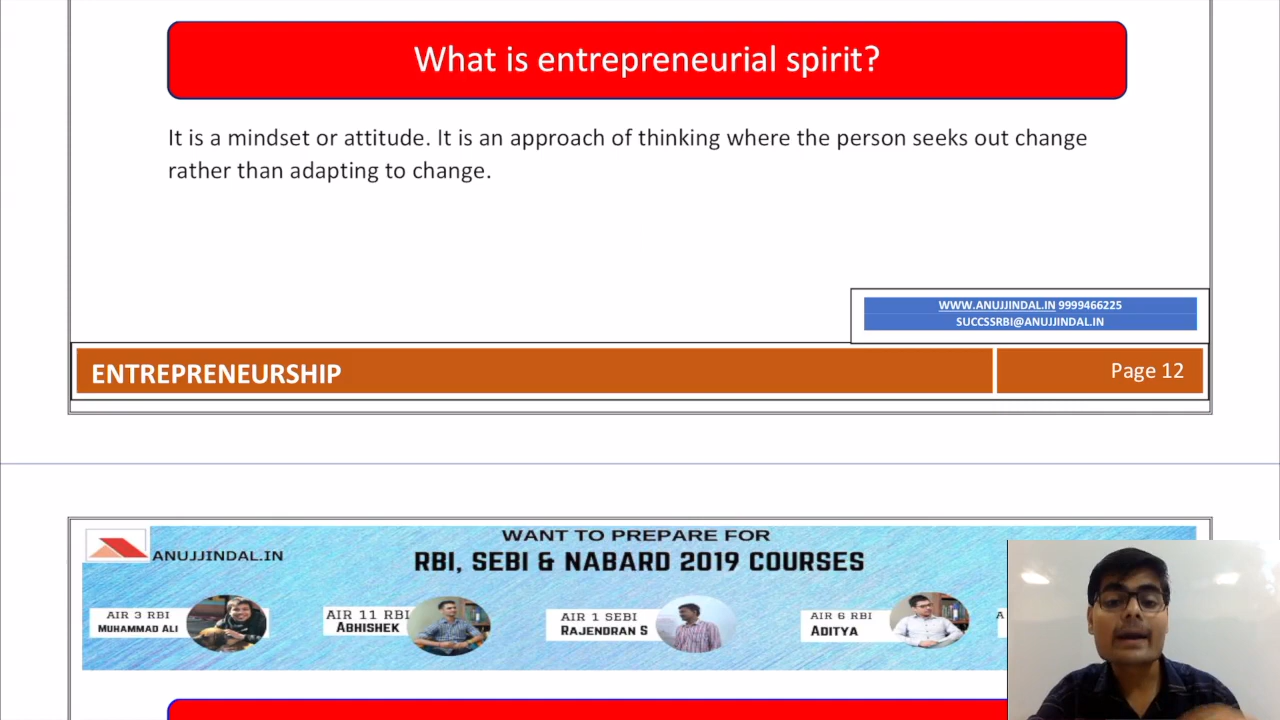 What is entrepreneurial spirit?
It is a mindset or attitude. It is an approach of thinking where the person seeks out change
rather than adapting to change.
WWW.ANUJJINDAL.IN 9999466225
SUCCSSRBI@ANUJJINDAL.IN
ENTREPRENEURSHIP
Page 12
WANT TO PREPARE FOR
ANUJJINDAL.IN
RBI, SEBI & NABARD 2019 COURSES
AIR 3 RBI
MUHAMMAD ALI
AIR 11 RBI
ABHISHEK
AIR 1 SEBI
RAJENDRAN S
AIR 6 RBI
ADITYA